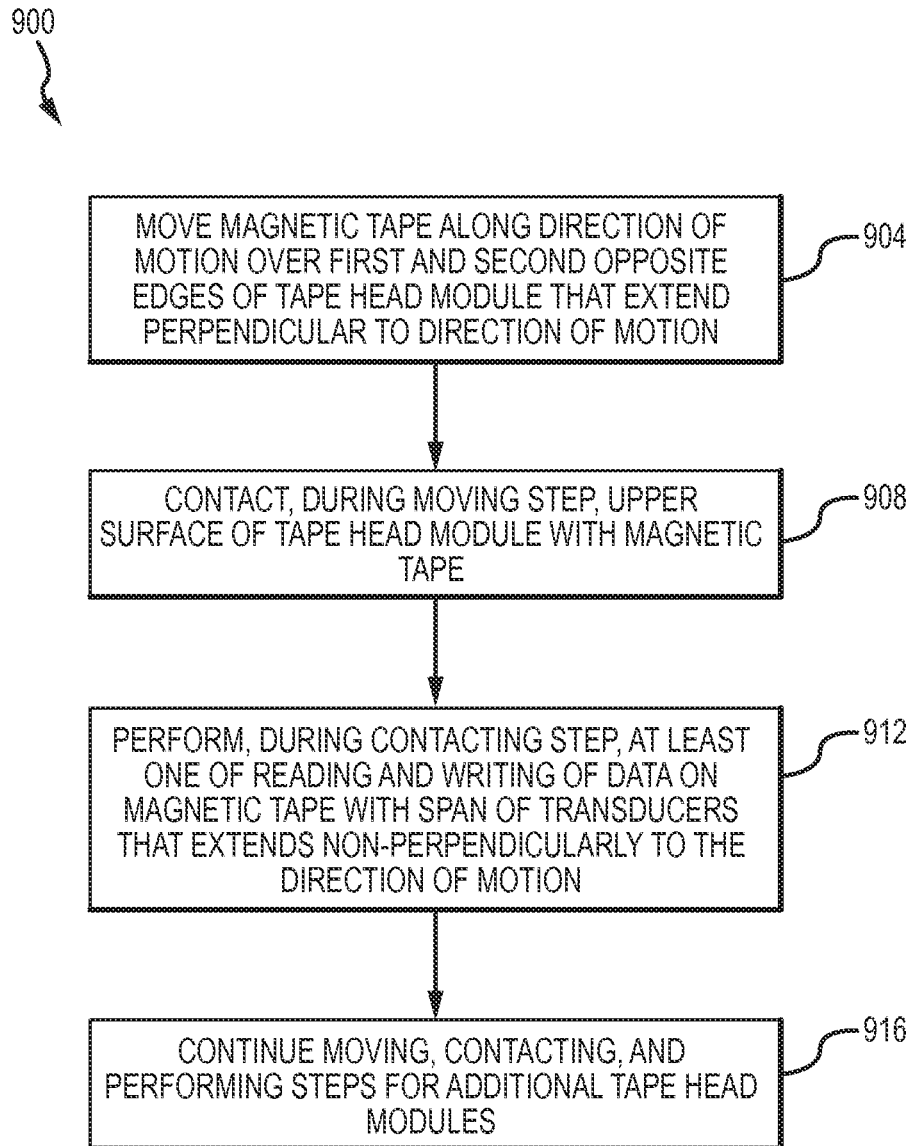 900
MOVE MAGNETIC TAPE ALONG DIRECTION OF
MOTION OVER FIRST AND SECOND OPPOSITE
EDGES OF TAPE HEAD MODULE THAT EXTEND
PERPENDICULAR TO DIRECTION OF MOTION
904
CONTACT, DURING MOVING STEP, UPPER
SURFACE OF TAPE HEAD MODULE WITH MAGNETIC
TAPE
908
PERFORM, DURING CONTACTING STEP, AT LEAST
ONE OF READING AND WRITING OF DATA ON
MAGNETIC TAPE WITH SPAN OF TRANSDUCERS
THAT EXTENDS NON-PERPENDICULARLY TO THE
DIRECTION OF MOTION
912
CONTINUE MOVING, CONTACTING, AND
PERFORMING STEPS FOR ADDITIONAL TAPE HEAD
MODULES
916